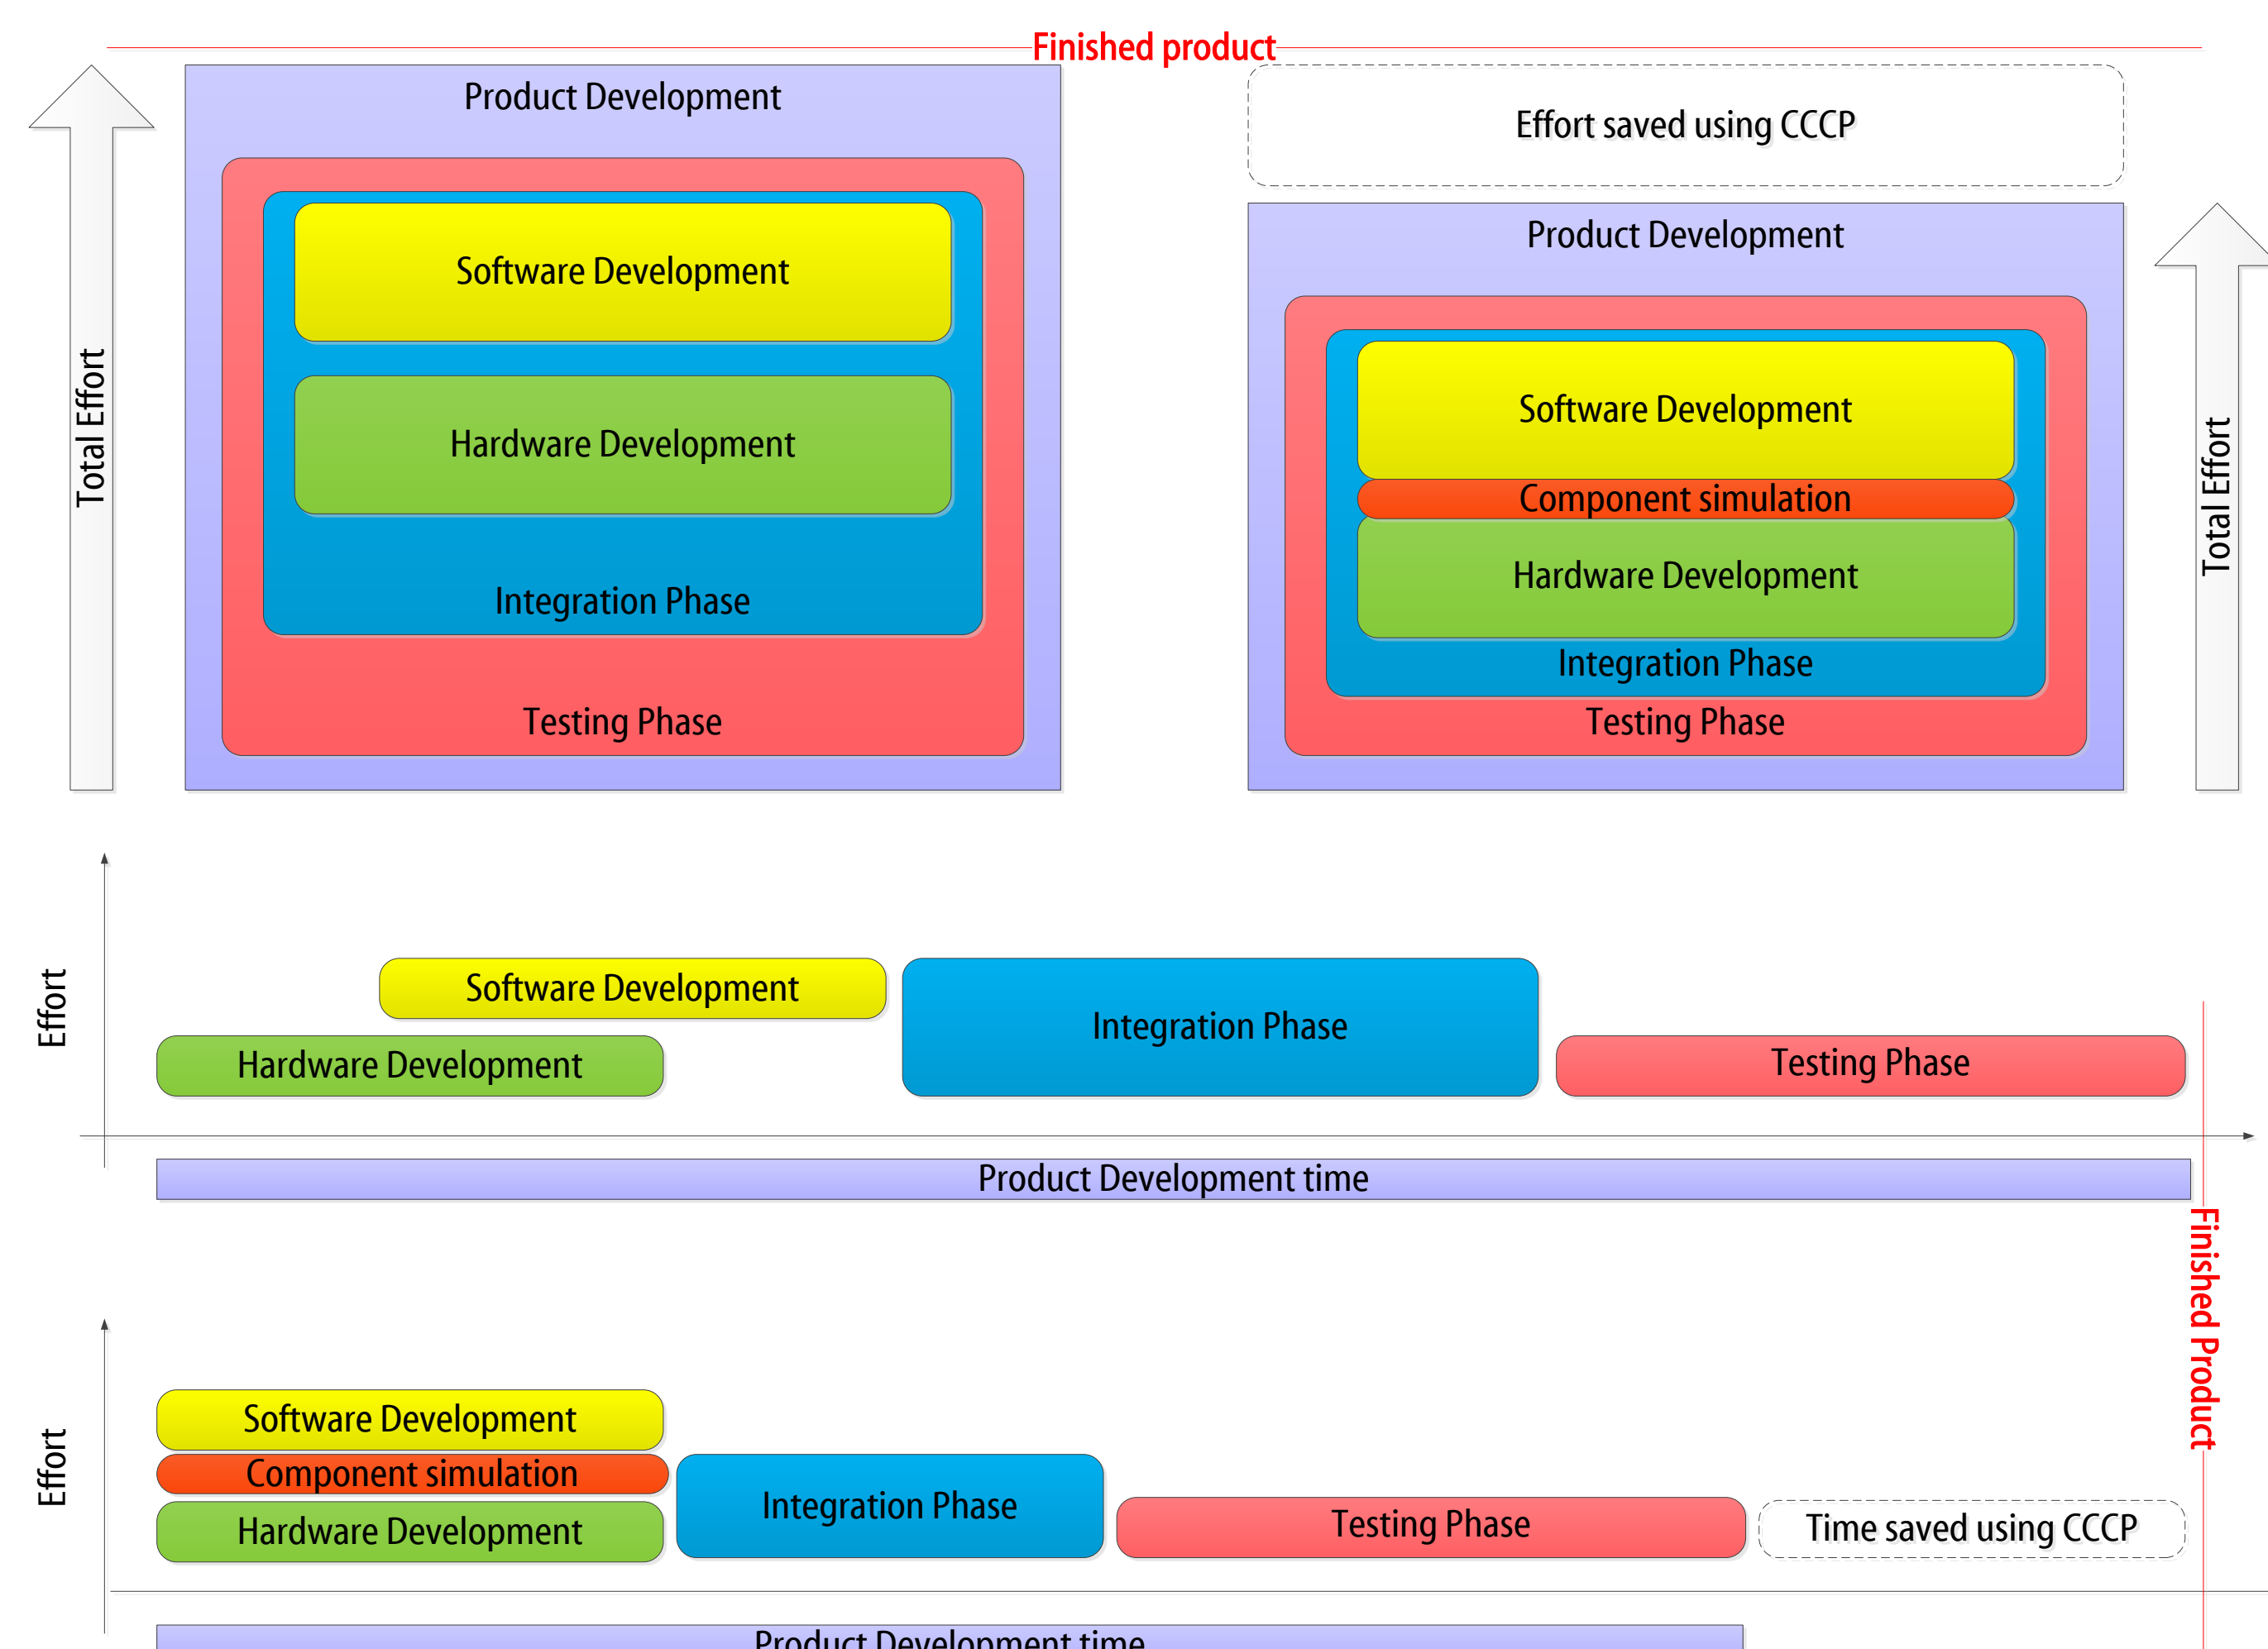 Finished product
Product Development
Effort saved using CCCP
Product Development
Software Development
Software Development
Hardware Development
Component simulation
Hardware Development
Total Effort
Total Effort
Integration Phase
Integration Phase
Testing Phase
Testing Phase
Effort
Software Development
Integration Phase
Hardware Development
Testing Phase
Product Development time
Finished Product
Effort
Software Development
Component simulation
Integration Phase
Hardware Development
Testing Phase
Time saved using CCCP
Product Development time